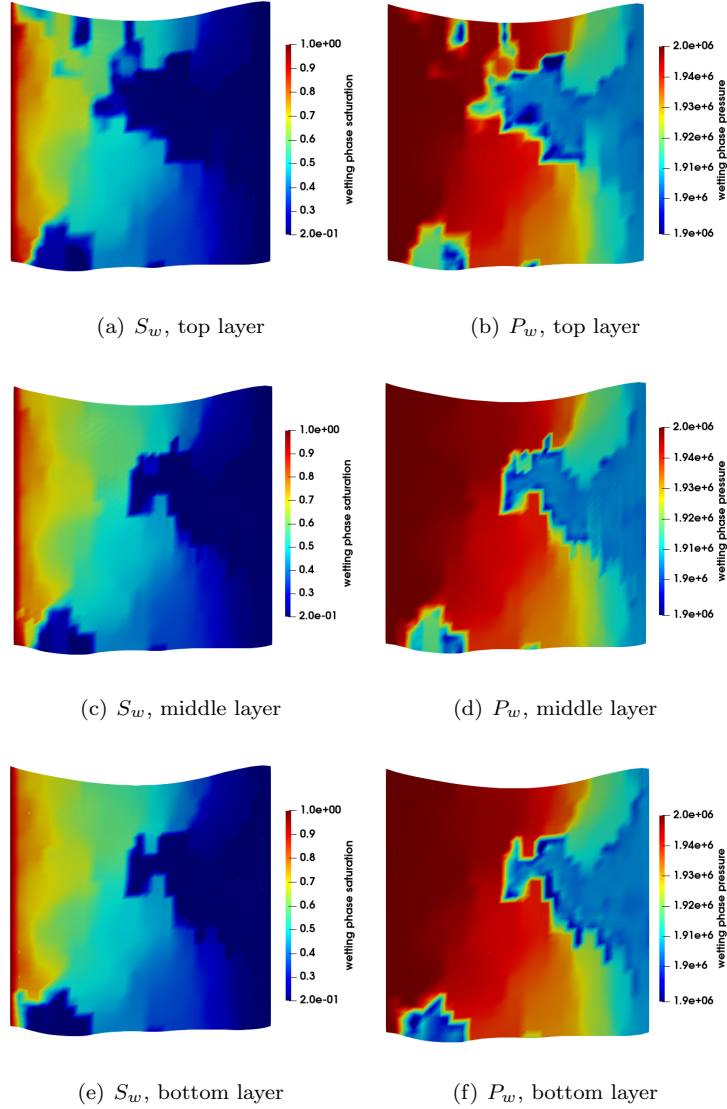 1.0e+00
0.9
0.8
0.7
0.6
0.5
0.4
0.3
2.0e-01
wetting phase saturation
2.0e+06
1.94e+6
1.93e+6
1.92e+6
1.91e+6
1.9e+6
1.9e+06
wetting phase pressure
(a) S_w, top layer
(b) P_w, top layer
1.0e+00
0.9
0.8
0.7
0.6
0.5
0.4
0.3
2.0e-01
wetting phase saturation
2.0e+06
1.94e+6
1.93e+6
1.92e+6
1.91e+6
1.9e+6
1.9e+06
wetting phase pressure
(c) S_w, middle layer
(d) P_w, middle layer
1.0e+00
0.9
0.8
0.7
0.6
0.5
0.4
0.3
2.0e-01
wetting phase saturation
2.0e+06
1.94e+6
1.93e+6
1.92e+6
1.91e+6
1.9e+6
1.9e+06
wetting phase pressure
(e) S_w, bottom layer
(f) P_w, bottom layer